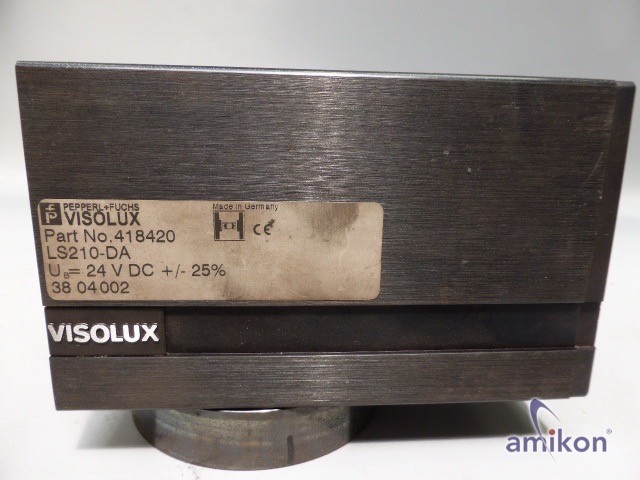 PEPPERL+FUCHS
VISOLUX
Made in Germany
CE
Part No.418420
LS210-DA
UB= 24 V DC +/- 25%
38 04 002
VISOLUX
amikon